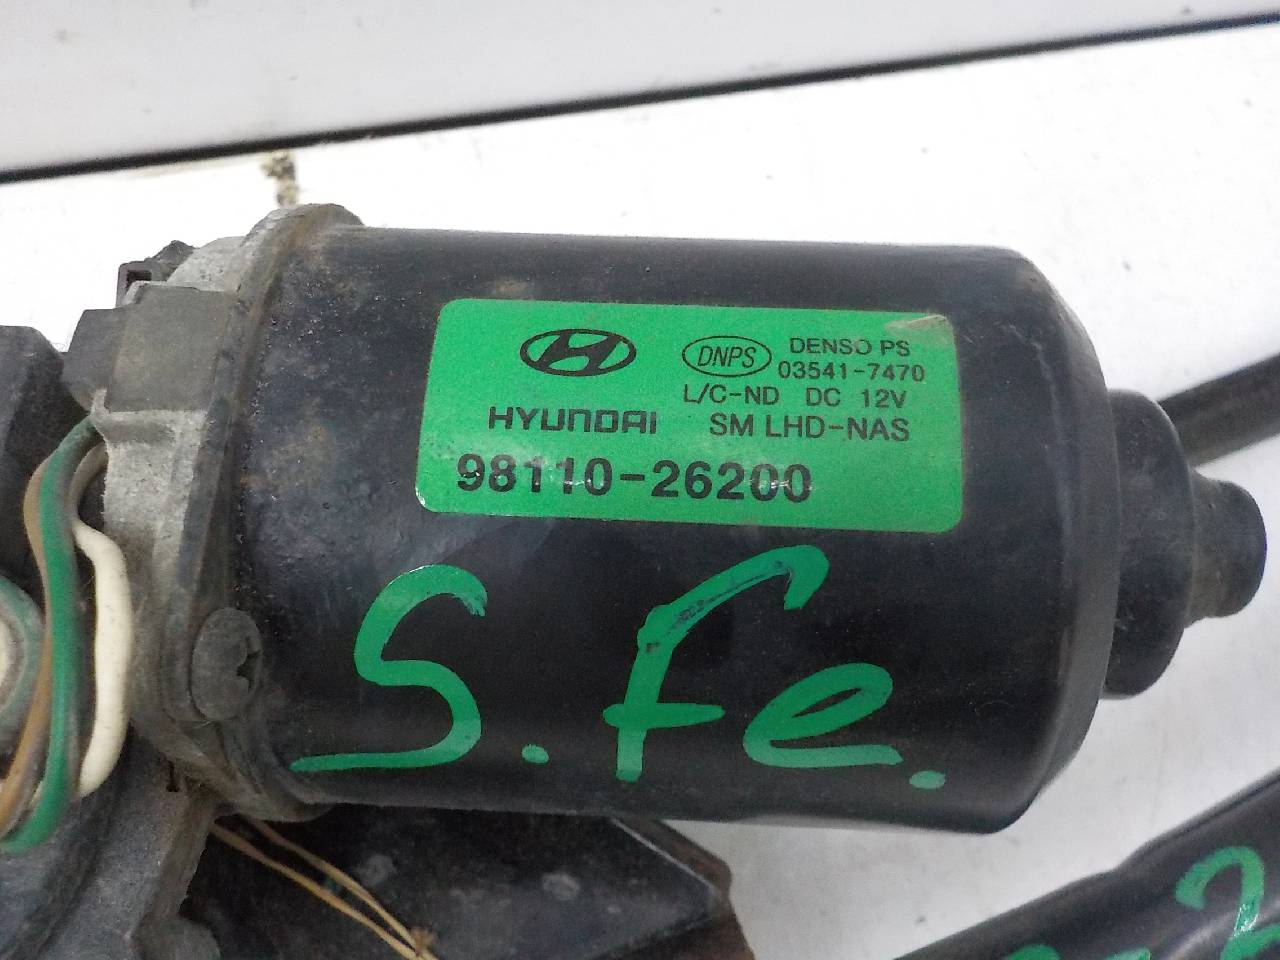 DNPS DENSO PS
03541-7470
L/C-ND DC 12V
HYUNDAI SM LHD-NAS
98110-26200
S.Fe.